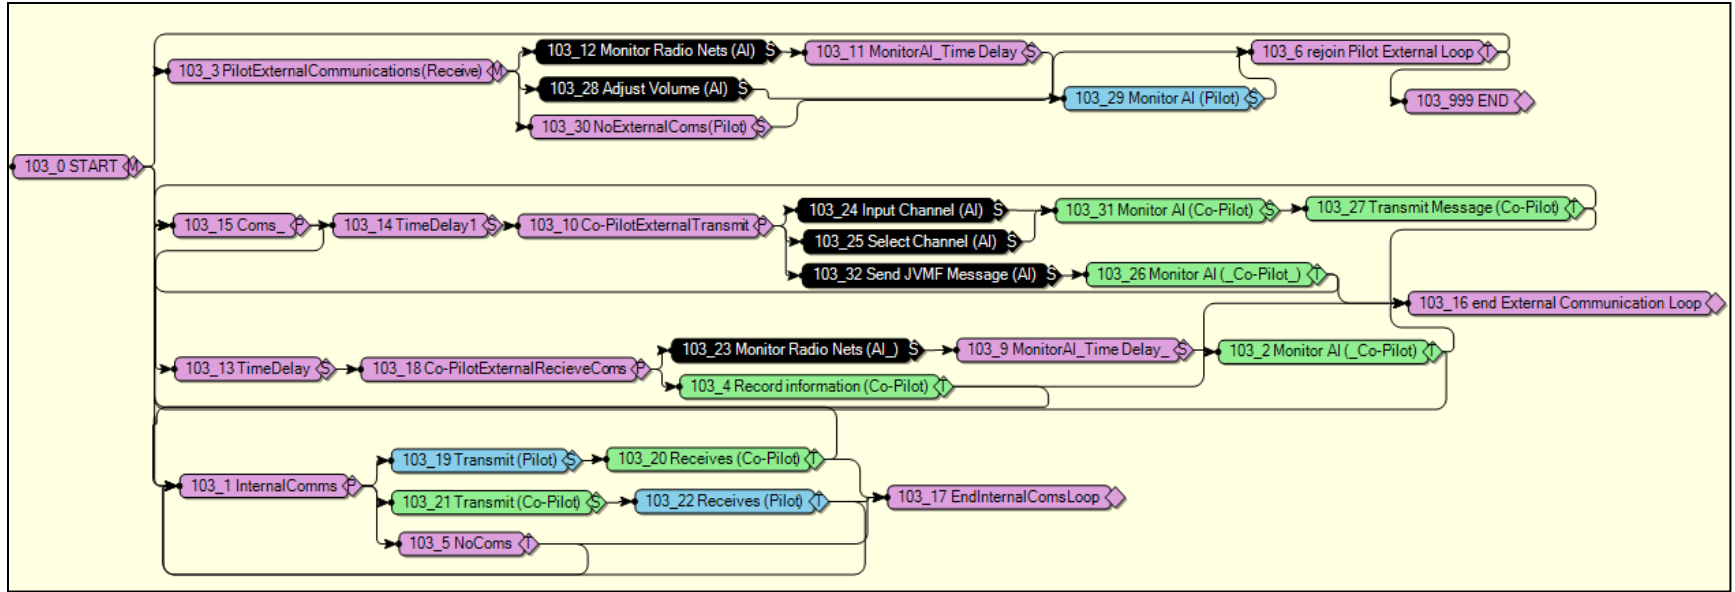 103_12 Monitor Radio Nets (AI) S
103_11 MonitorAI_Time Delay S
103_6 rejoin Pilot External Loop T
103_3 PilotExternalCommunications(Receive) M
103_28 Adjust Volume (AI) S
103_29 Monitor AI (Pilot) S
103_999 END
103_30 NoExternalComs(Pilot) S
103_0 START M
103_24 Input Channel (AI) S
103_31 Monitor AI (Co-Pilot) S
103_27 Transmit Message (Co-Pilot) T
103_15 Coms_ P
103_14 TimeDelay1 S
103_10 Co-PilotExternalTransmit P
103_25 Select Channel (AI) S
103_32 Send JVMF Message (AI) S
103_26 Monitor AI (_Co-Pilot_) T
103_16 end External Communication Loop
103_23 Monitor Radio Nets (AI_) S
103_9 MonitorAI_Time Delay_ S
103_2 Monitor AI (_Co-Pilot) T
103_13 TimeDelay S
103_18 Co-PilotExternalRecieveComs P
103_4 Record information (Co-Pilot) T
103_19 Transmit (Pilot) S
103_20 Receives (Co-Pilot) T
103_1 InternalComms P
103_21 Transmit (Co-Pilot) S
103_22 Receives (Pilot) T
103_17 EndInternalComsLoop
103_5 NoComs T